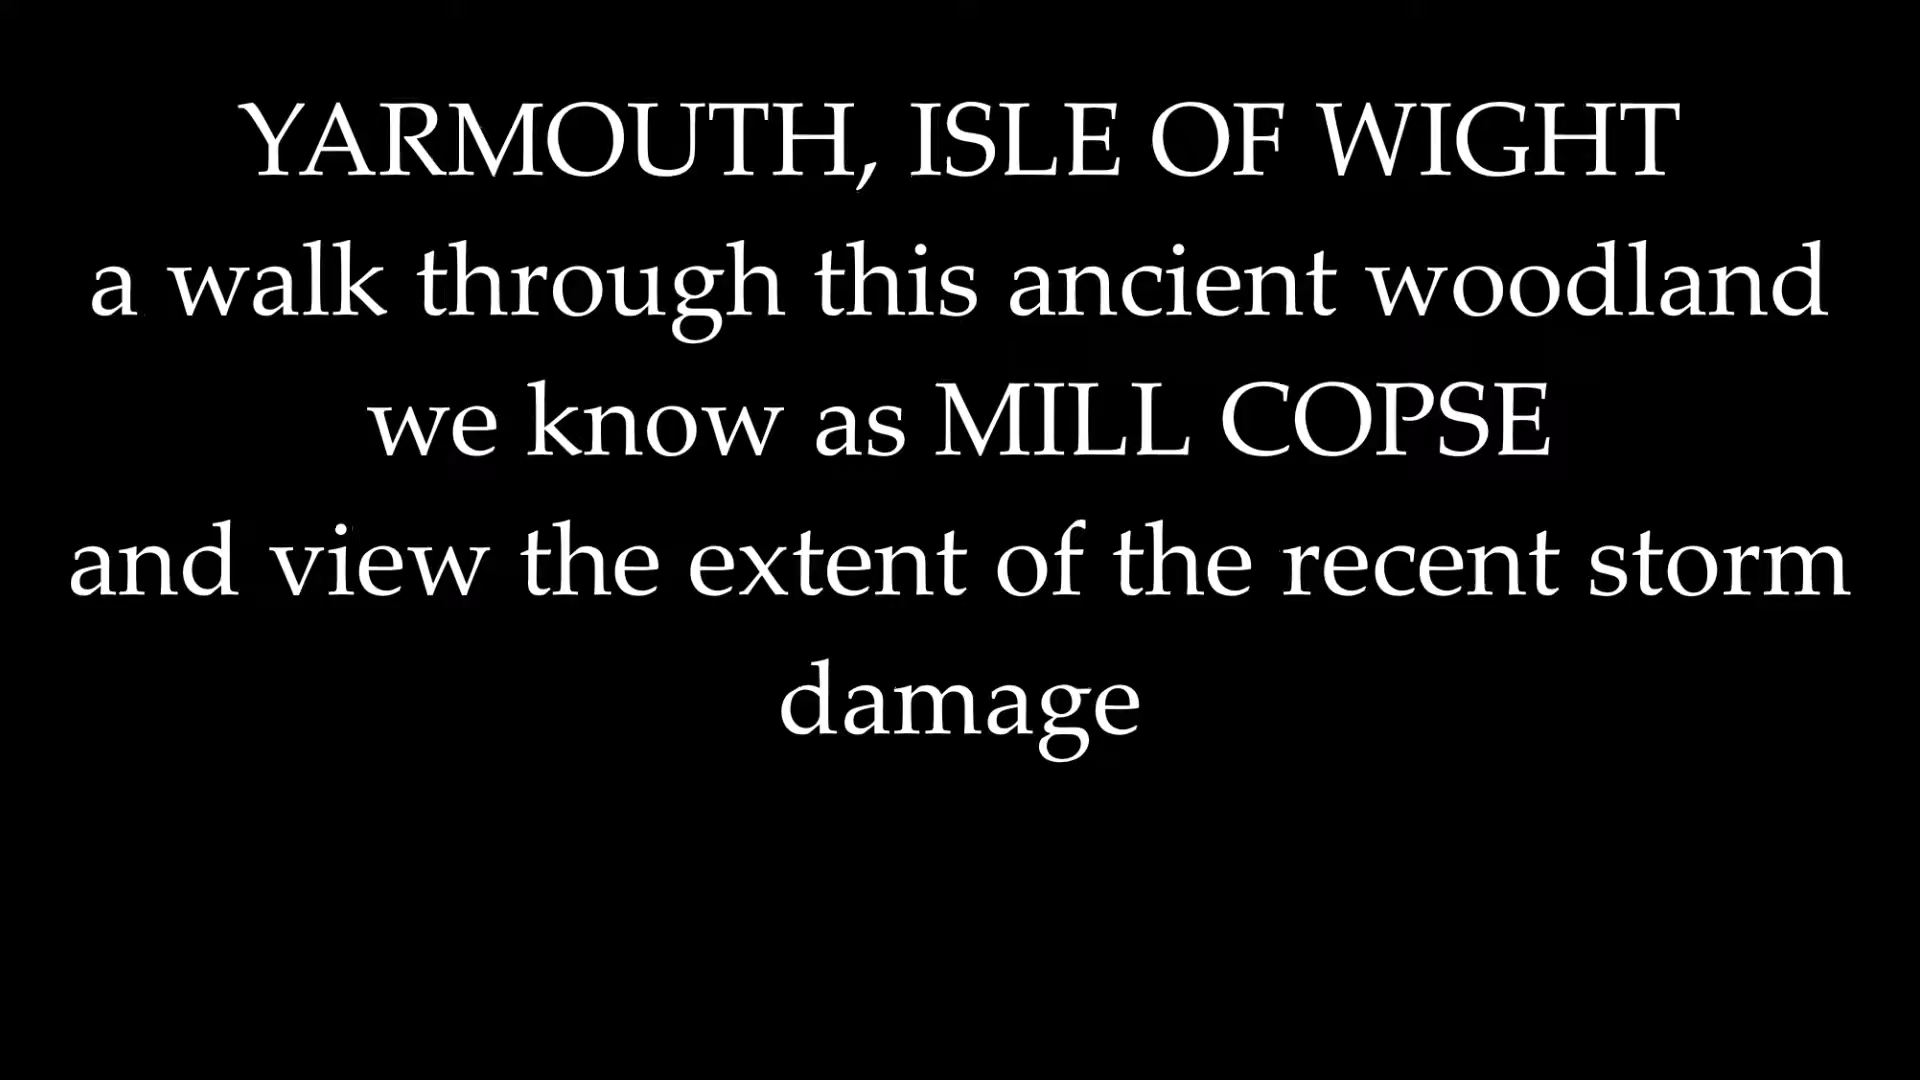 YARMOUTH, ISLE OF WIGHT
a walk through this ancient woodland
we know as MILL COPSE
and view the extent of the recent storm
damage